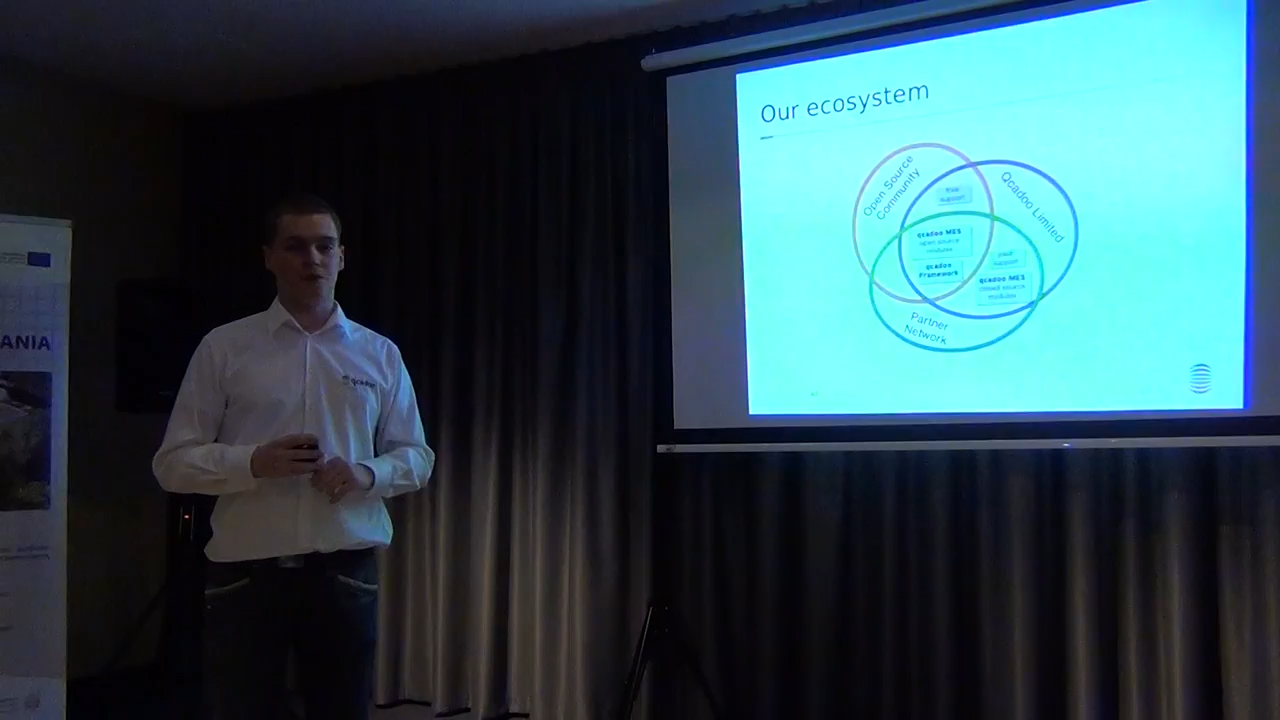 Our ecosystem
Open Source
Community
Qcadoo Limited
free
support
qcadoo MES
open source
modules
qcadoo
Framework
paid
support
qcadoo MES
closed source
modules
Partner
Network
qcadoo
ANIA